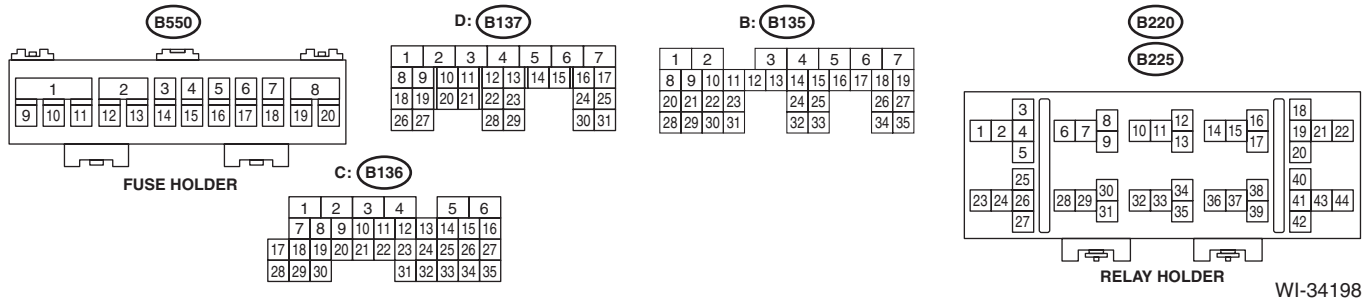 B550
1 2 3 4 5 6 7 8
9 10 11 12 13 14 15 16 17 18 19 20
FUSE HOLDER
D: B137
1 2 3 4 5 6 7
8 9 10 11 12 13 14 15 16 17
18 19 20 21 22 23 24 25
26 27 28 29 30 31
B: B135
1 2 3 4 5 6 7
8 9 10 11 12 13 14 15 16 17 18 19
20 21 22 23 24 25 26 27
28 29 30 31 32 33 34 35
C: B136
1 2 3 4 5 6
7 8 9 10 11 12 13 14 15 16
17 18 19 20 21 22 23 24 25 26 27
28 29 30 31 32 33 34 35
B220
B225
3 8 12 16 18
1 2 4 6 7 10 11 14 15 19 21 22
9 13 17
5 20
25 30 34 38 40
23 24 26 28 29 32 33 36 37 41 43 44
31 35 39
27 42
RELAY HOLDER
WI-34198